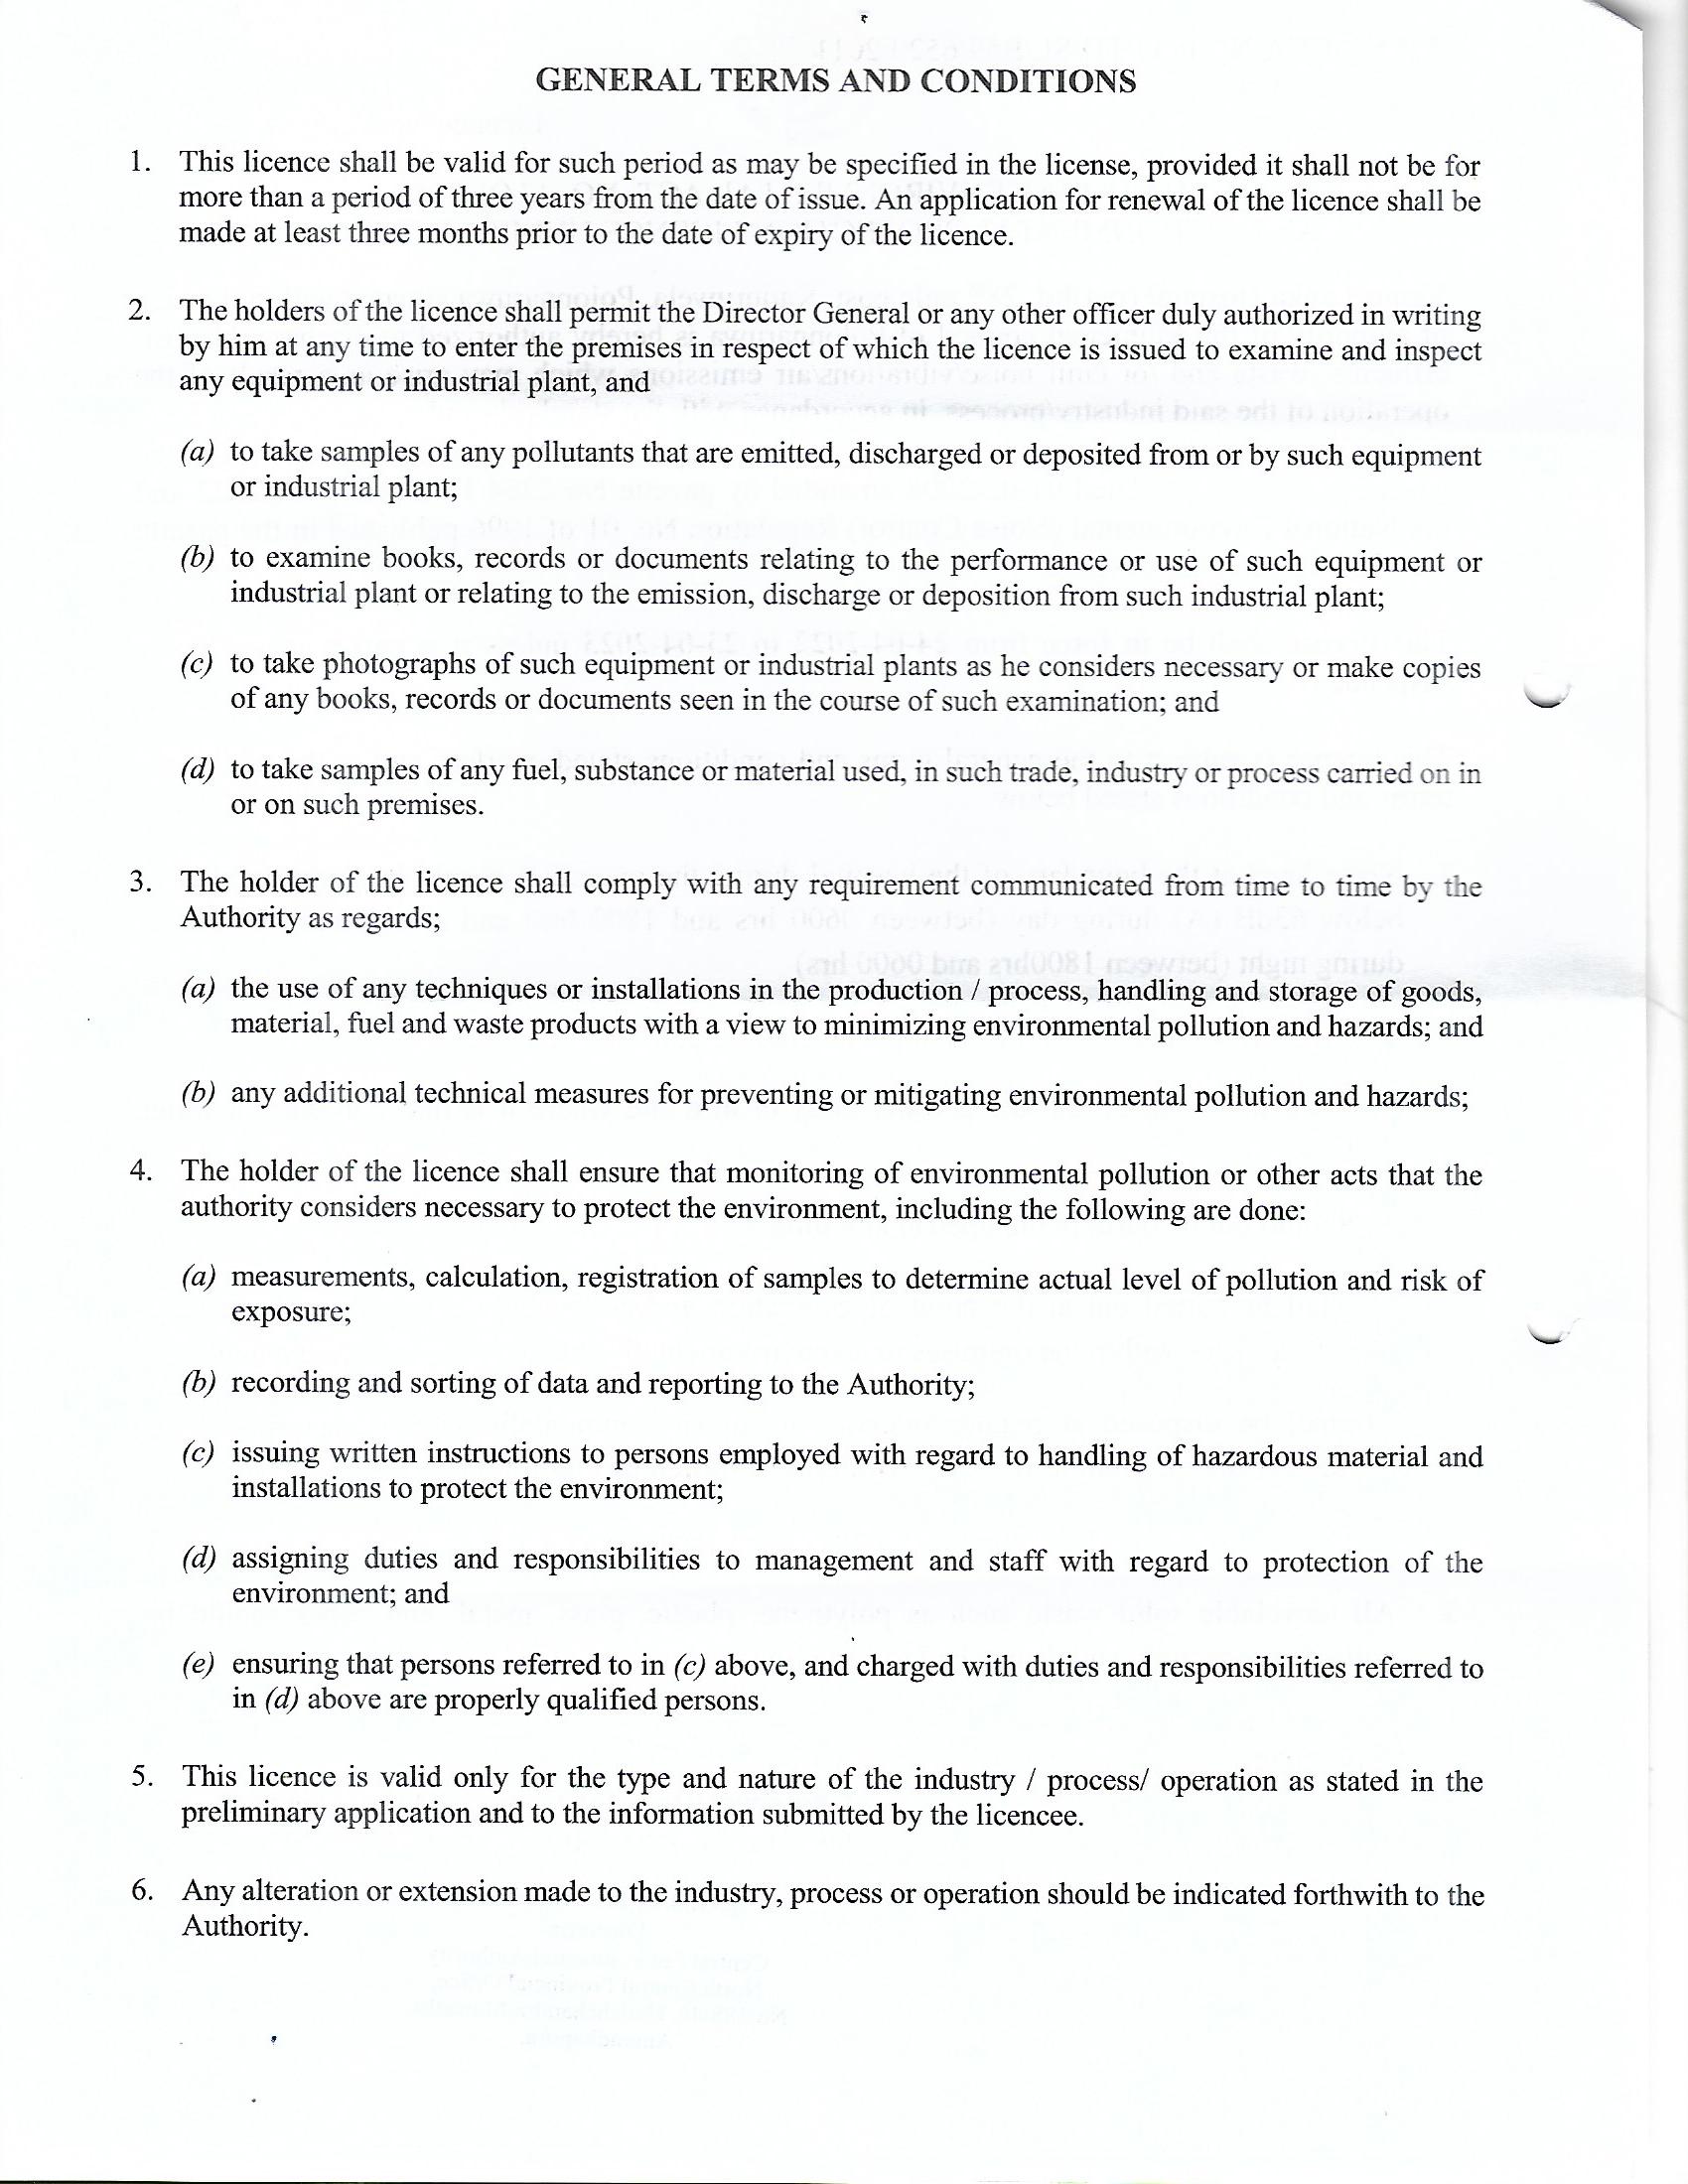 GENERAL TERMS AND CONDITIONS
1. This licence shall be valid for such period as may be specified in the license, provided it shall not be for
more than a period of three years from the date of issue. An application for renewal of the licence shall be
made at least three months prior to the date of expiry of the licence.
2. The holders of the licence shall permit the Director General or any other officer duly authorized in writing
by him at any time to enter the premises in respect of which the licence is issued to examine and inspect
any equipment or industrial plant, and
(a) to take samples of any pollutants that are emitted, discharged or deposited from or by such equipment
or industrial plant;
(b) to examine books, records or documents relating to the performance or use of such equipment or
industrial plant or relating to the emission, discharge or deposition from such industrial plant;
(c) to take photographs of such equipment or industrial plants as he considers necessary or make copies
of any books, records or documents seen in the course of such examination; and
(d) to take samples of any fuel, substance or material used, in such trade, industry or process carried on in
or on such premises.
3. The holder of the licence shall comply with any requirement communicated from time to time by the
Authority as regards;
(a) the use of any techniques or installations in the production / process, handling and storage of goods,
material, fuel and waste products with a view to minimizing environmental pollution and hazards; and
(b) any additional technical measures for preventing or mitigating environmental pollution and hazards;
4. The holder of the licence shall ensure that monitoring of environmental pollution or other acts that the
authority considers necessary to protect the environment, including the following are done:
(a) measurements, calculation, registration of samples to determine actual level of pollution and risk of
exposure;
(b) recording and sorting of data and reporting to the Authority;
(c) issuing written instructions to persons employed with regard to handling of hazardous material and
installations to protect the environment;
(d) assigning duties and responsibilities to management and staff with regard to protection of the
environment; and
(e) ensuring that persons referred to in (c) above, and charged with duties and responsibilities referred to
in (d) above are properly qualified persons.
5. This licence is valid only for the type and nature of the industry / process/ operation as stated in the
preliminary application and to the information submitted by the licencee.
6. Any alteration or extension made to the industry, process or operation should be indicated forthwith to the
Authority.